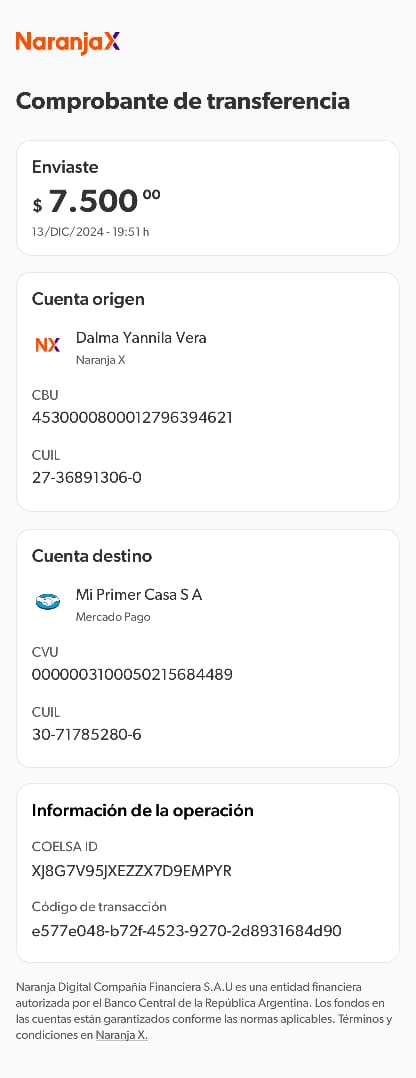 NaranjaX
Comprobante de transferencia
Enviaste
$ 7.500 00
13/DIC/2024 - 19:51 h
Cuenta origen
NX
Dalma Yannila Vera
Naranja X
CBU
4530000800012796394621
CUIL
27-36891306-0
Cuenta destino
Mi Primer Casa S A
Mercado Pago
CVU
0000003100050215684489
CUIL
30-71785280-6
Información de la operación
COELSA ID
XJ8G7V95JXEZZX7D9EMPYR
Código de transacción
e577e048-b72f-4523-9270-2d8931684d90
Naranja Digital Compañía Financiera S.A.U es una entidad financiera
autorizada por el Banco Central de la República Argentina. Los fondos en
las cuentas están garantizados conforme las normas aplicables. Términos y
condiciones en Naranja X.